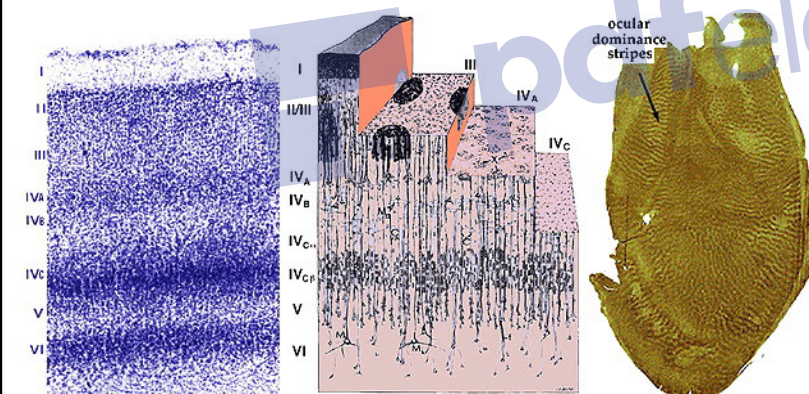 I
II
III
IVA
IVB
IVC
V
VI
I
II/III
IVA
IVB
IVCα
IVCβ
V
VI
III
IVA
IVC
M
C
C
M
M
ocular
dominance
stripes
pdfel